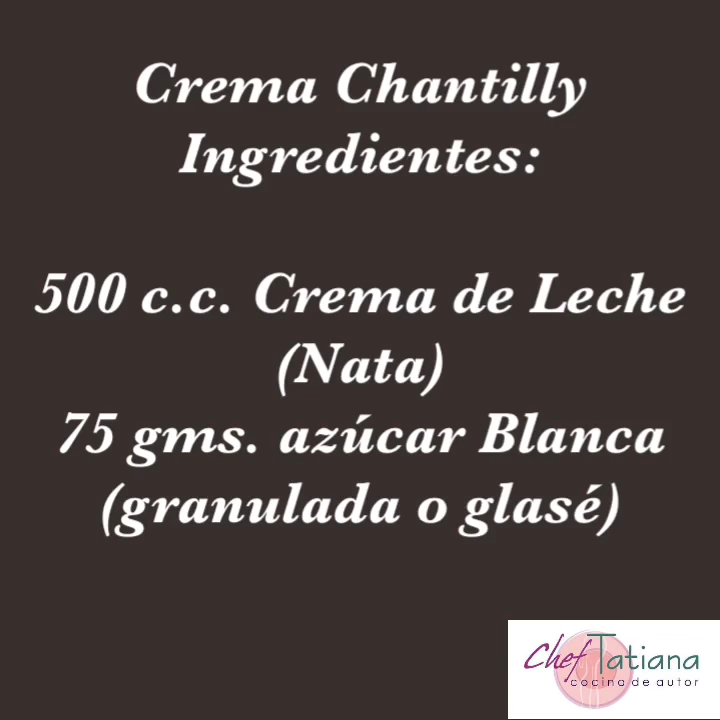 Crema Chantilly
Ingredientes:
500 c.c. Crema de Leche
(Nata)
75 gms. azúcar Blanca
(granulada o glasé)
Chef Tatiana
cocina de autor